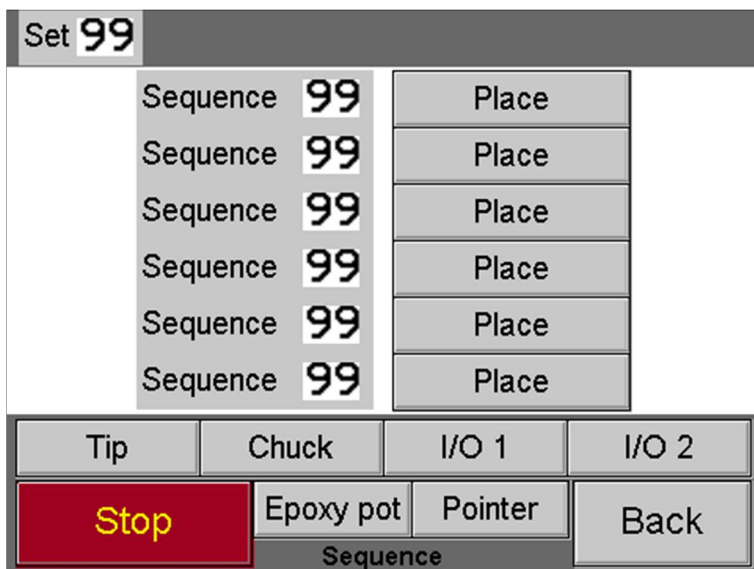 Set 99
Sequence 99 Place
Sequence 99 Place
Sequence 99 Place
Sequence 99 Place
Sequence 99 Place
Sequence 99 Place
Tip Chuck I/O 1 I/O 2
Stop Epoxy pot Pointer Back
Sequence